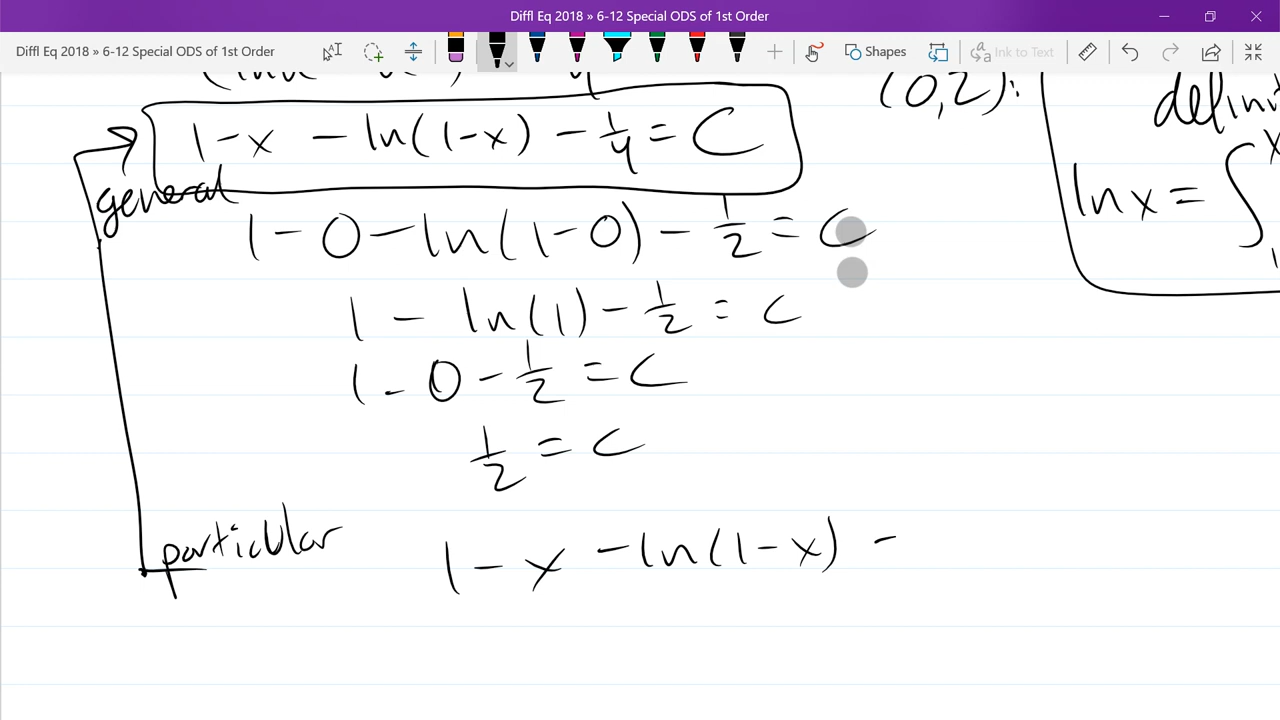 Diffl Eq 2018 » 6-12 Special ODS of 1st Order
Diffl Eq 2018 » 6-12 Special ODS of 1st Order
Shapes
Ink to Text
(0,2):
1-x - ln(1-x) - 1/y = C
general
definit
ln x = ∫
1 - 0 - ln(1-0) - 1/2 = C
1 - ln(1) - 1/2 = C
1 - 0 - 1/2 = C
1/2 = C
particular 1 - x - ln(1-x) -